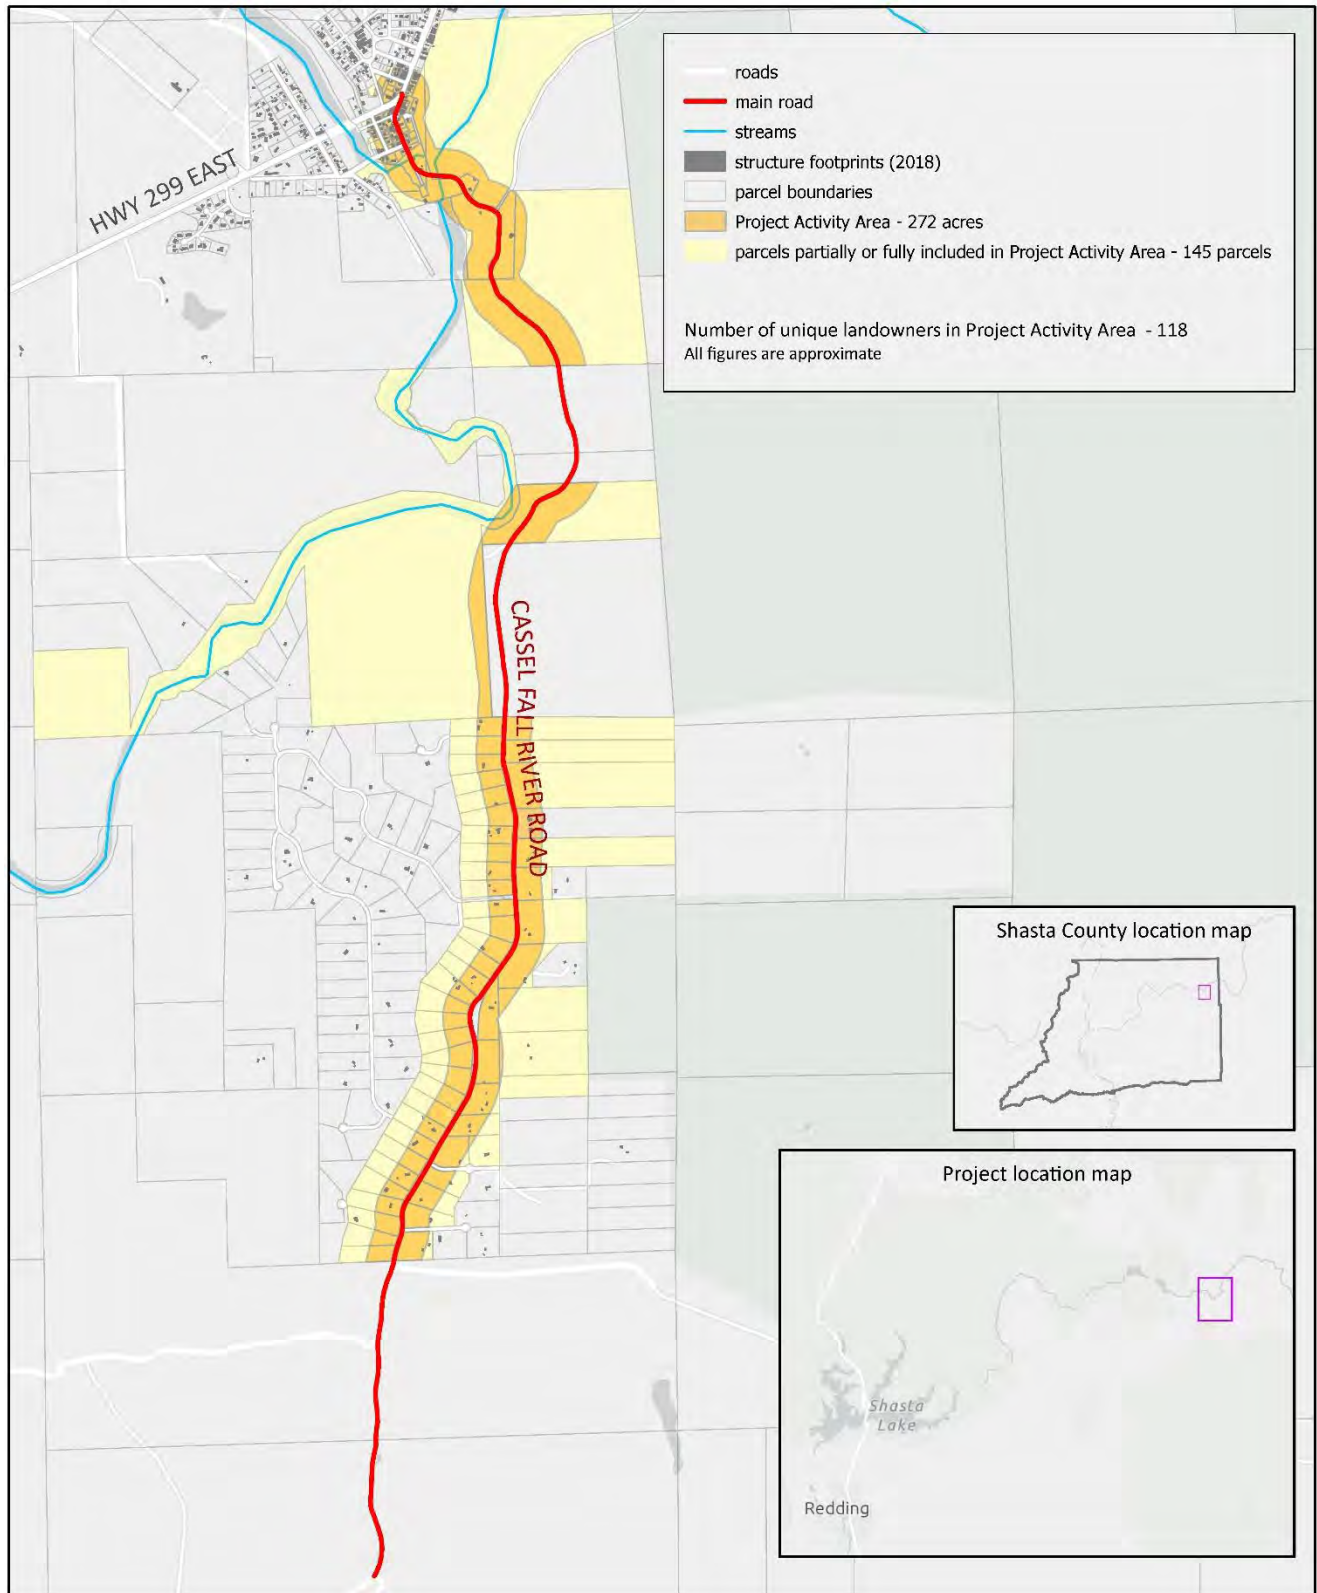 roads
main road
streams
structure footprints (2018)
parcel boundaries
Project Activity Area - 272 acres
parcels partially or fully included in Project Activity Area - 145 parcels
Number of unique landowners in Project Activity Area - 118
All figures are approximate
HWY 299 EAST
CASSEL FALL RIVER ROAD
Shasta County location map
Project location map
Shasta
Lake
Redding